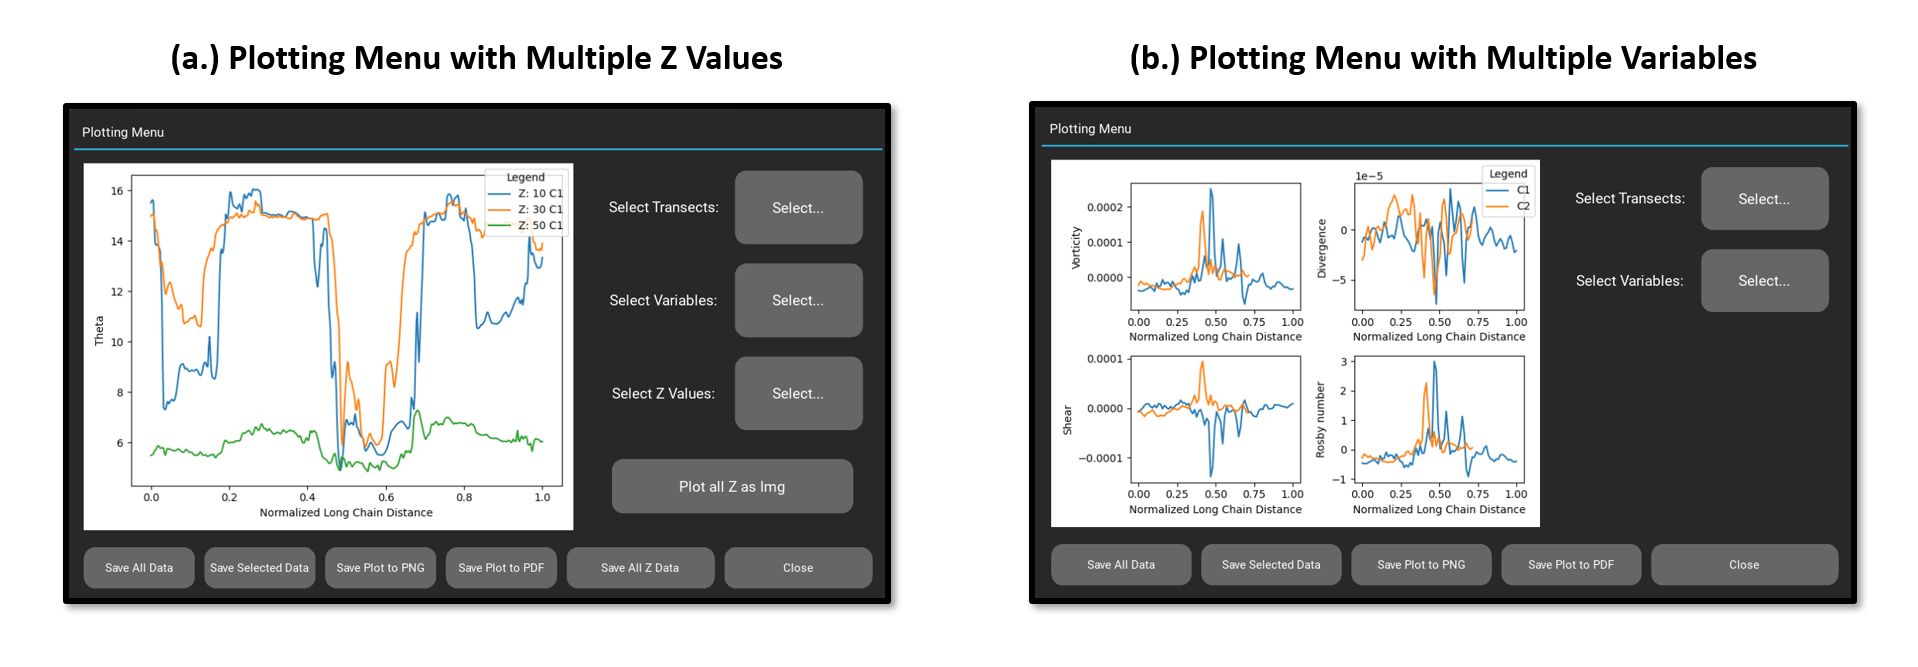 (a.) Plotting Menu with Multiple Z Values
Plotting Menu
Legend
Z: 10 C1
Z: 30 C1
Z: 50 C1
16
14
12
10
8
6
Theta
0.0 0.2 0.4 0.6 0.8 1.0
Normalized Long Chain Distance
Select Transects: Select...
Select Variables: Select...
Select Z Values: Select...
Plot all Z as Img
Save All Data Save Selected Data Save Plot to PNG Save Plot to PDF Save All Z Data Close
(b.) Plotting Menu with Multiple Variables
Plotting Menu
0.0002
0.0001
0.0000
Vorticity
0.00 0.25 0.50 0.75 1.00
Normalized Long Chain Distance
1e−5
Legend
C1
C2
0
−5
Divergence
0.00 0.25 0.50 0.75 1.00
Normalized Long Chain Distance
0.0001
0.0000
−0.0001
Shear
0.00 0.25 0.50 0.75 1.00
Normalized Long Chain Distance
3
2
1
0
−1
Rosby number
0.00 0.25 0.50 0.75 1.00
Normalized Long Chain Distance
Select Transects: Select...
Select Variables: Select...
Save All Data Save Selected Data Save Plot to PNG Save Plot to PDF Close